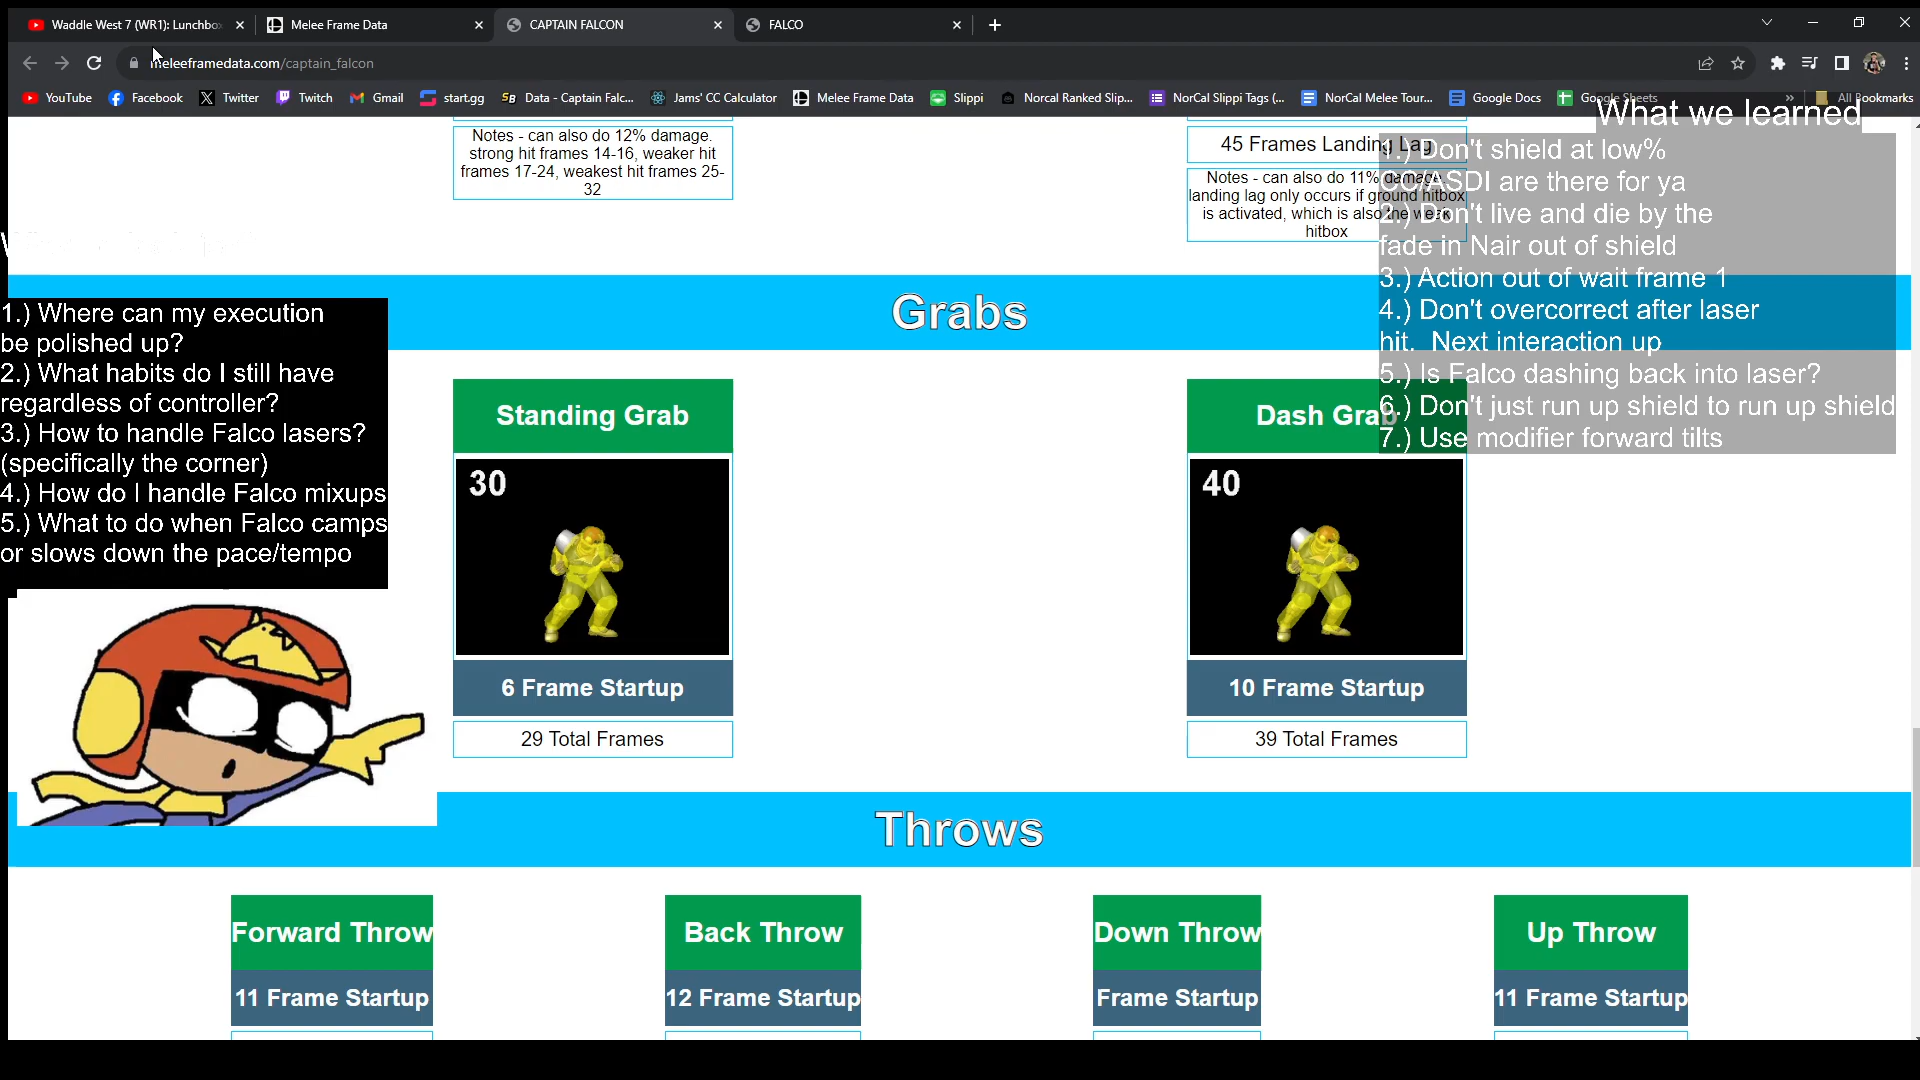 Waddle West 7 (WR1): Lunchbo
Melee Frame Data
CAPTAIN FALCON
FALCO
meleeframedata.com/captain_falcon
YouTube
Facebook
Twitter
Twitch
Gmail
start.gg
Data - Captain Falc...
Jams' CC Calculator
Melee Frame Data
Slippi
Norcal Ranked Slip...
NorCal Slippi Tags (...
NorCal Melee Tour...
Google Docs
Google Sheets
»
All Bookmarks
What we learned
1.) Don't shield at low%
CC/ASDI are there for ya
2.) Don't live and die by the
fade in Nair out of shield
3.) Action out of wait frame 1
4.) Don't overcorrect after laser
hit.  Next interaction up
5.) Is Falco dashing back into laser?
6.) Don't just run up shield to run up shield
7.) Use modifier forward tilts
Notes - can also do 12% damage.
strong hit frames 14-16, weaker hit
frames 17-24, weakest hit frames 25-
32
45 Frames Landing Lag
Notes - can also do 11% damage.
landing lag only occurs if ground hitbox
is activated, which is also the weak
hitbox
1.) Where can my execution
be polished up?
2.) What habits do I still have
regardless of controller?
3.) How to handle Falco lasers?
(specifically the corner)
4.) How do I handle Falco mixups
5.) What to do when Falco camps
or slows down the pace/tempo
Grabs
Standing Grab
30
6 Frame Startup
29 Total Frames
Dash Grab
40
10 Frame Startup
39 Total Frames
Throws
Forward Throw
11 Frame Startup
Back Throw
12 Frame Startup
Down Throw
Frame Startup
Up Throw
11 Frame Startup